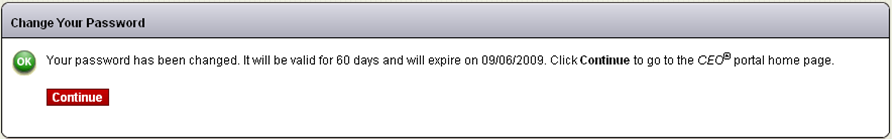 Change Your Password
OK Your password has been changed. It will be valid for 60 days and will expire on 09/06/2009. Click Continue to go to the CEO® portal home page.
Continue